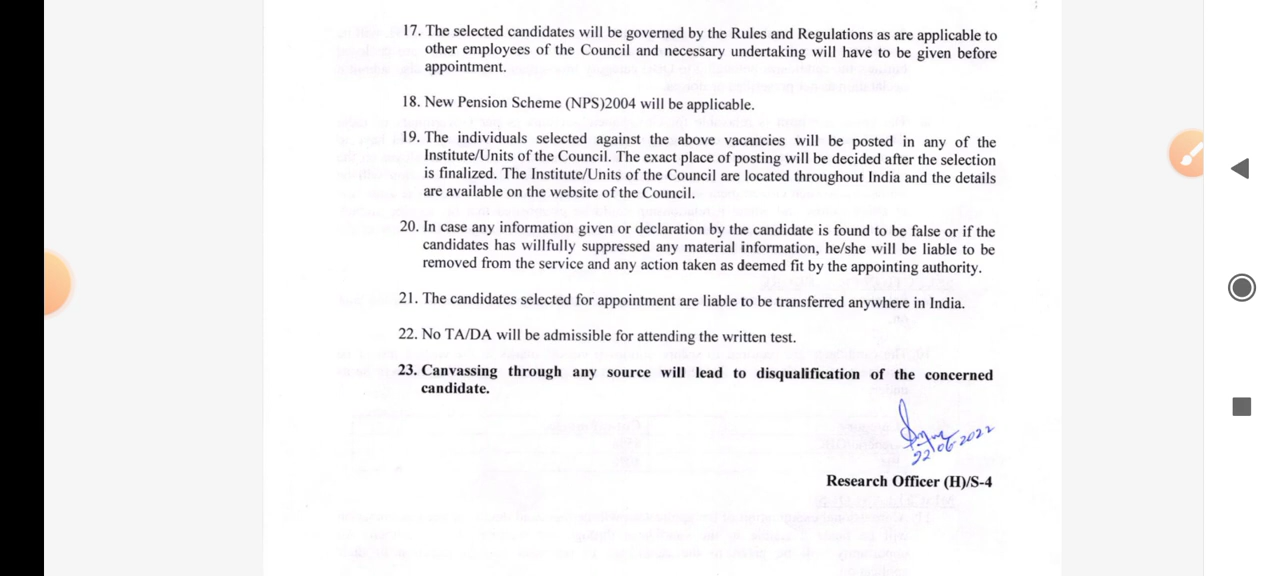 17. The selected candidates will be governed by the Rules and Regulations as are applicable to
other employees of the Council and necessary undertaking will have to be given before
appointment.
18. New Pension Scheme (NPS)2004 will be applicable.
19. The individuals selected against the above vacancies will be posted in any of the
Institute/Units of the Council. The exact place of posting will be decided after the selection
is finalized. The Institute/Units of the Council are located throughout India and the details
are available on the website of the Council.
20. In case any information given or declaration by the candidate is found to be false or if the
candidates has willfully suppressed any material information, he/she will be liable to be
removed from the service and any action taken as deemed fit by the appointing authority.
21. The candidates selected for appointment are liable to be transferred anywhere in India.
22. No TA/DA will be admissible for attending the written test.
23. Canvassing through any source will lead to disqualification of the concerned
candidate.
22/06/2022
Research Officer (H)/S-4